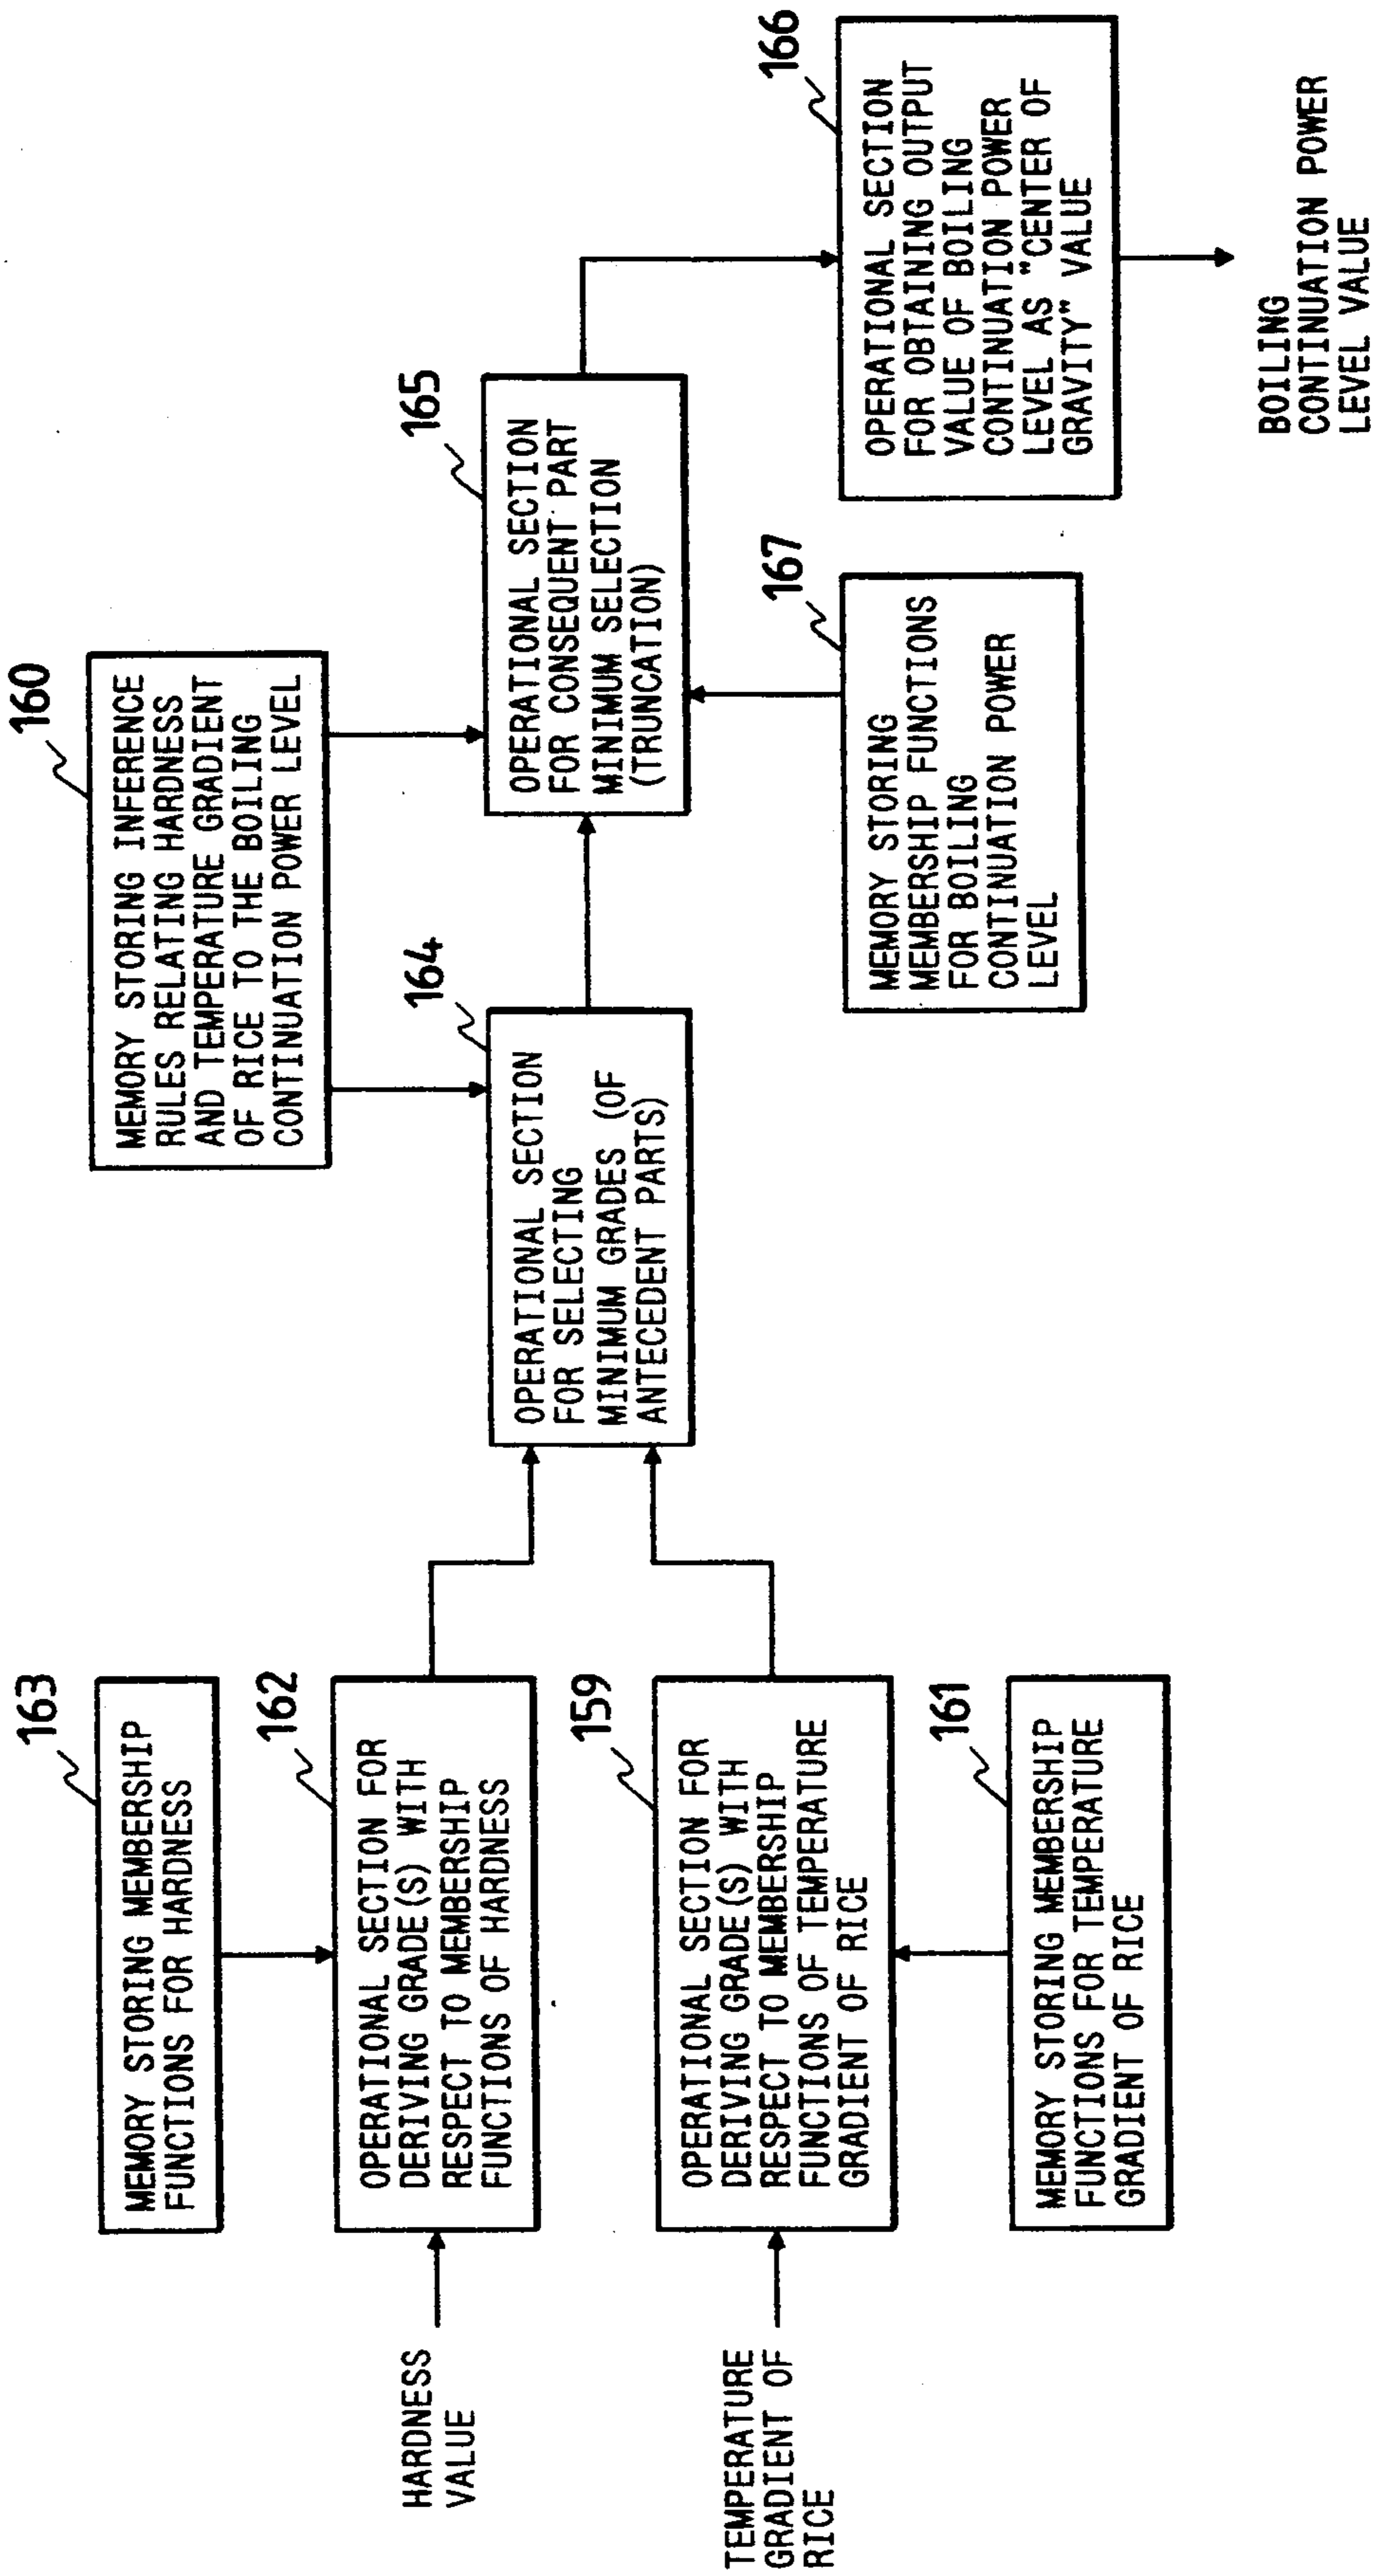 163
MEMORY STORING MEMBERSHIP
FUNCTIONS FOR HARDNESS
HARDNESS
VALUE
162
OPERATIONAL SECTION FOR
DERIVING GRADE(S) WITH
RESPECT TO MEMBERSHIP
FUNCTIONS OF HARDNESS
TEMPERATURE
GRADIENT OF
RICE
159
OPERATIONAL SECTION FOR
DERIVING GRADE(S) WITH
RESPECT TO MEMBERSHIP
FUNCTIONS OF TEMPERATURE
GRADIENT OF RICE
161
MEMORY STORING MEMBERSHIP
FUNCTIONS FOR TEMPERATURE
GRADIENT OF RICE
160
MEMORY STORING INFERENCE
RULES RELATING HARDNESS
AND TEMPERATURE GRADIENT
OF RICE TO THE BOILING
CONTINUATION POWER LEVEL
164
OPERATIONAL SECTION
FOR SELECTING
MINIMUM GRADES (OF
ANTECEDENT PARTS)
165
OPERATIONAL SECTION
FOR CONSEQUENT PART
MINIMUM SELECTION
(TRUNCATION)
167
MEMORY STORING
MEMBERSHIP FUNCTIONS
FOR BOILING
CONTINUATION POWER
LEVEL
166
OPERATIONAL SECTION
FOR OBTAINING OUTPUT
VALUE OF BOILING
CONTINUATION POWER
LEVEL AS "CENTER OF
GRAVITY" VALUE
BOILING
CONTINUATION POWER
LEVEL VALUE